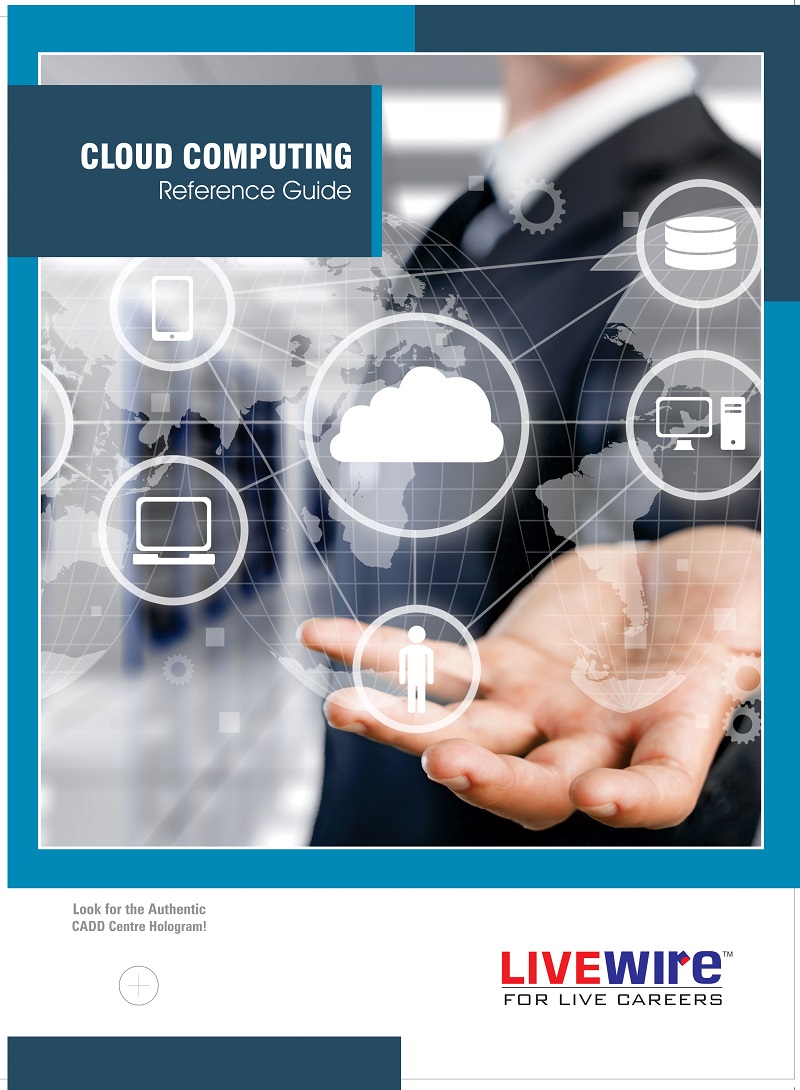 CLOUD COMPUTING
Reference Guide
Look for the Authentic
CADD Centre Hologram!
LIVEWIRE™
FOR LIVE CAREERS